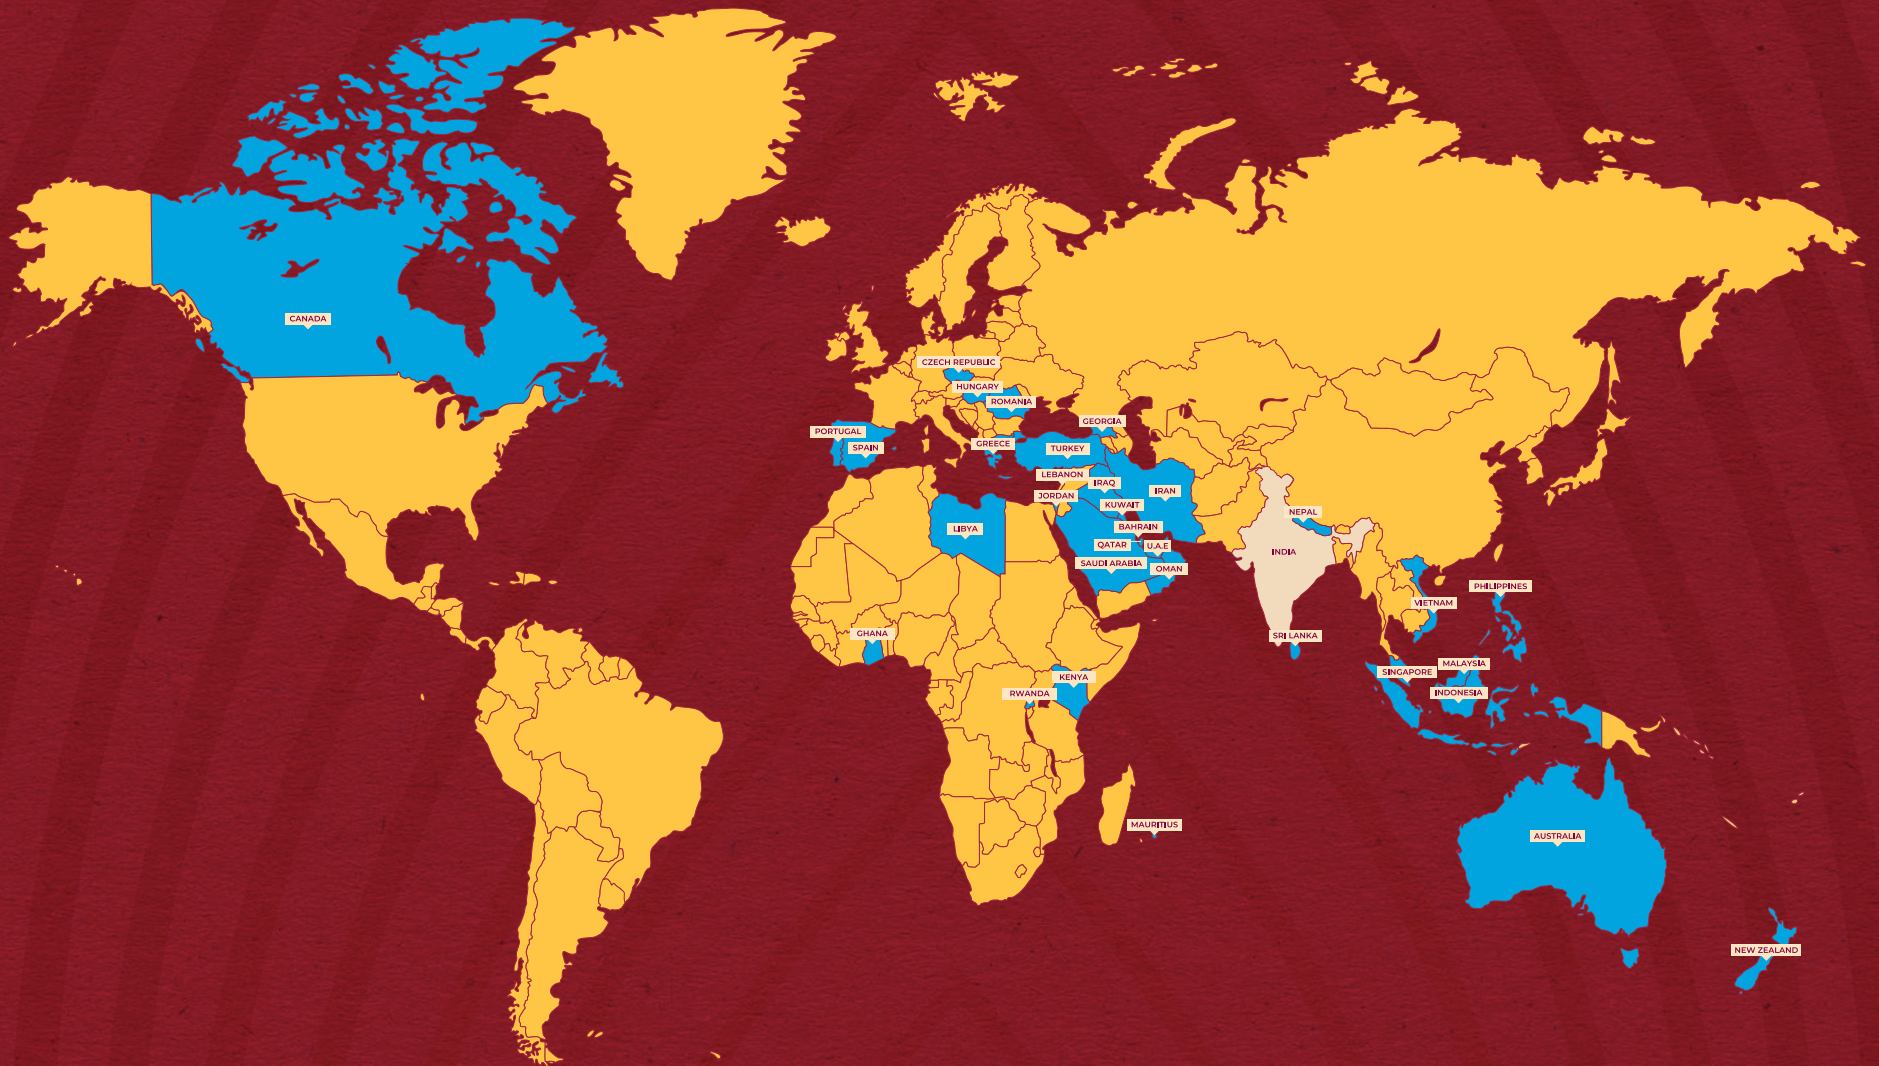 CANADA
CZECH REPUBLIC
HUNGARY
ROMANIA
GEORGIA
PORTUGAL
SPAIN
GREECE
TURKEY
LEBANON
IRAQ
IRAN
JORDAN
KUWAIT
NEPAL
LIBYA
BAHRAIN
QATAR
U.A.E
INDIA
SAUDI ARABIA
OMAN
PHILIPPINES
VIETNAM
GHANA
SRI LANKA
MALAYSIA
SINGAPORE
KENYA
RWANDA
INDONESIA
MAURITIUS
AUSTRALIA
NEW ZEALAND